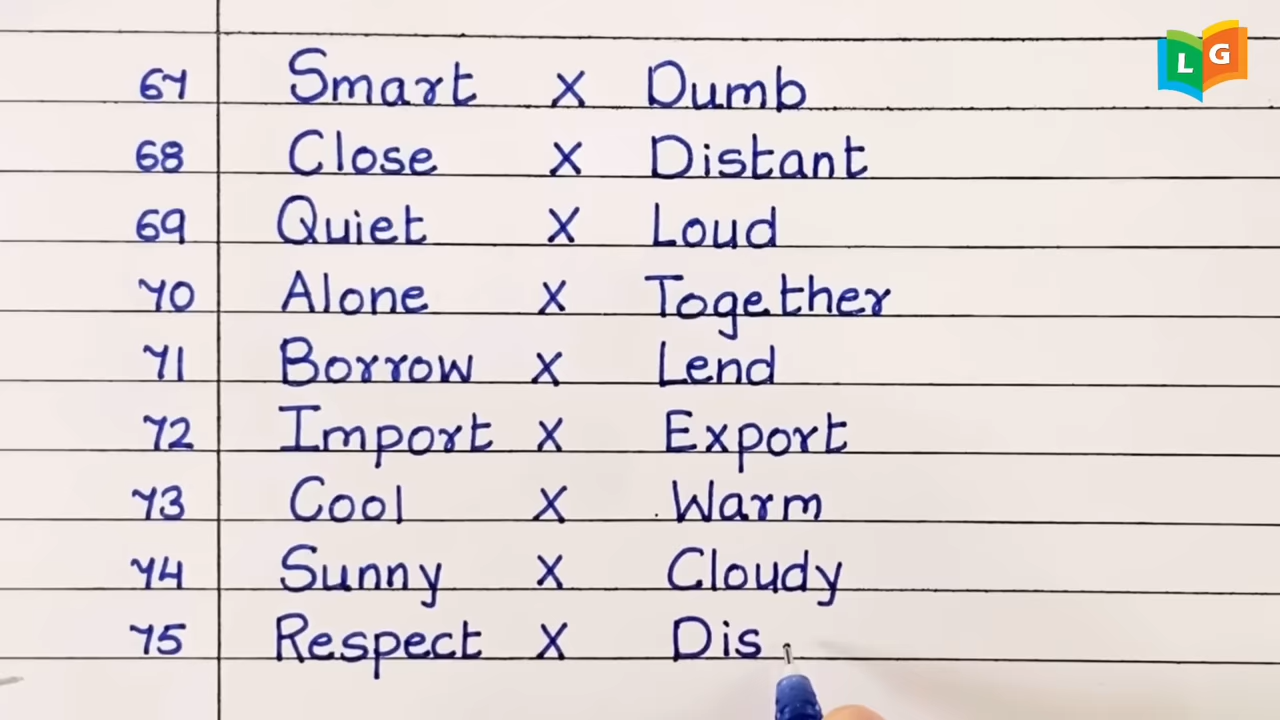 L G
67 Smart X Dumb
68 Close X Distant
69 Quiet X Loud
70 Alone X Together
71 Borrow X Lend
72 Import X Export
73 Cool X Warm
74 Sunny X Cloudy
75 Respect X Dis